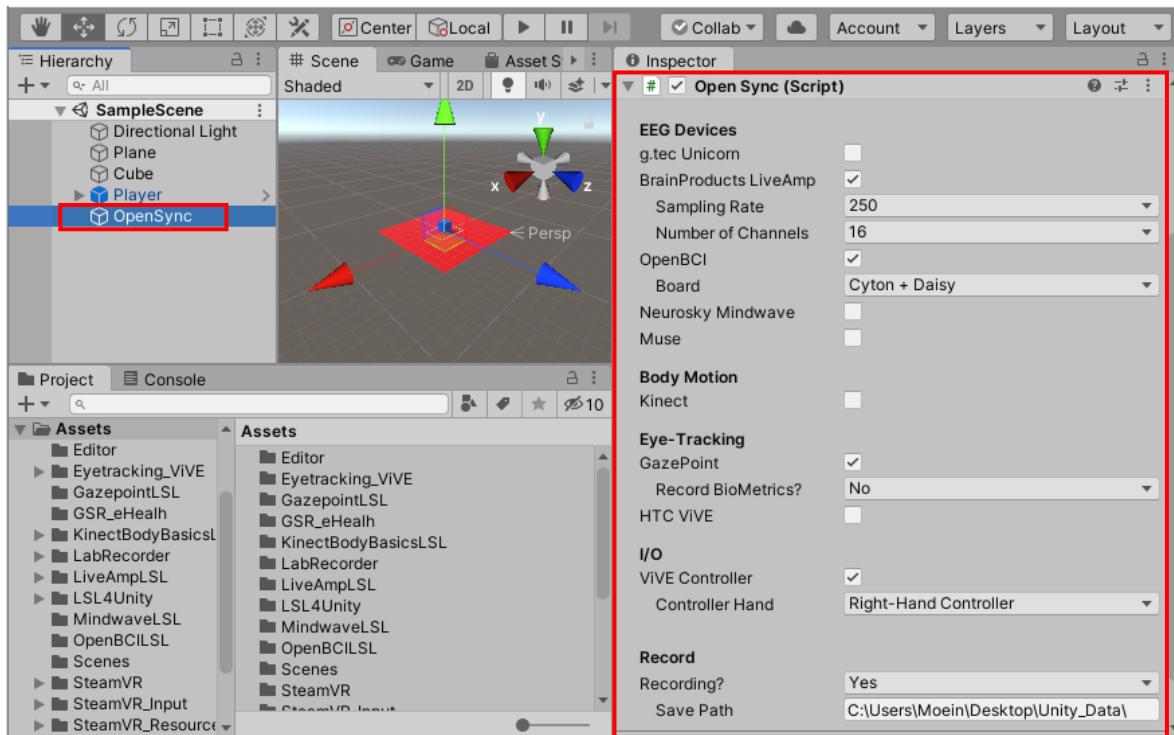 Center Local Collab Account Layers Layout
Hierarchy
All
SampleScene
Directional Light
Plane
Cube
Player
OpenSync
Scene Game Asset S
Shaded 2D
y
x z
Persp
Project Console
10
Assets
Editor
Eyetracking_ViVE
GazepointLSL
GSR_eHealh
KinectBodyBasicsL
LabRecorder
LiveAmpLSL
LSL4Unity
MindwaveLSL
OpenBCILSL
Scenes
SteamVR
SteamVR_Input
SteamVR_Resource
Assets
Editor
Eyetracking_ViVE
GazepointLSL
GSR_eHealh
KinectBodyBasicsLSL
LabRecorder
LiveAmpLSL
LSL4Unity
MindwaveLSL
OpenBCILSL
Scenes
SteamVR
SteamVR_Input
Inspector
# Open Sync (Script)
EEG Devices
g.tec Unicorn
BrainProducts LiveAmp
Sampling Rate 250
Number of Channels 16
OpenBCI
Board Cyton + Daisy
Neurosky Mindwave
Muse
Body Motion
Kinect
Eye-Tracking
GazePoint
Record BioMetrics? No
HTC ViVE
I/O
ViVE Controller
Controller Hand Right-Hand Controller
Record
Recording? Yes
Save Path C:\Users\Moein\Desktop\Unity_Data\